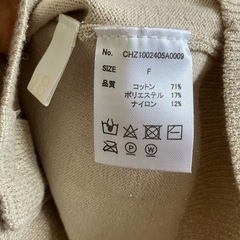 No. CHZ1002405A0009
SIZE F
品質 コットン 71%
ポリエステル 17%
ナイロン 12%